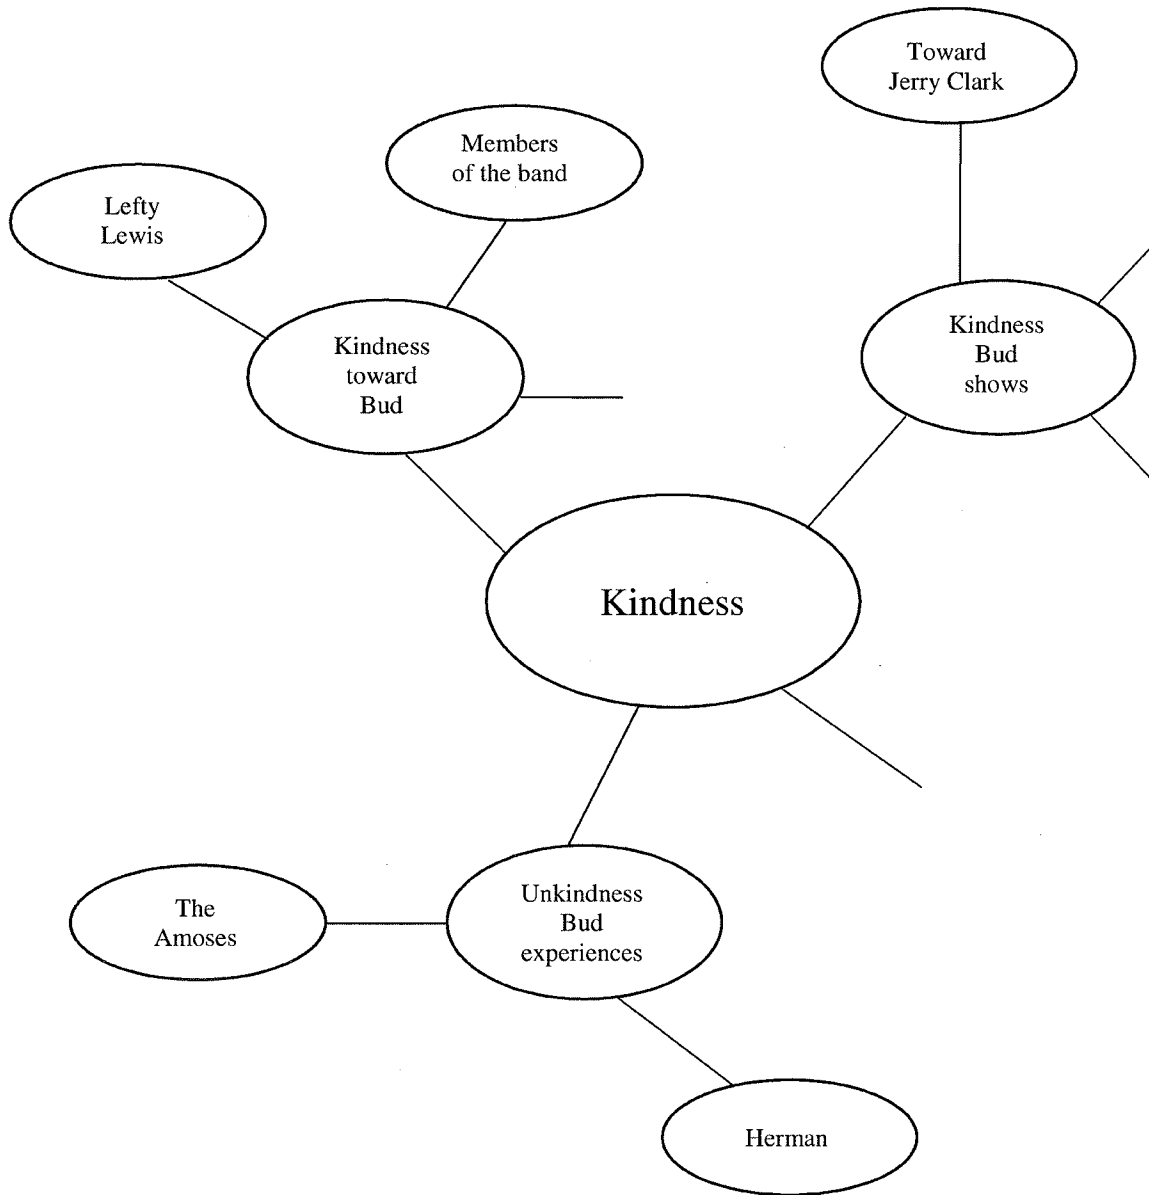 Toward
Jerry Clark
Members
of the band
Lefty
Lewis
Kindness
toward
Bud
Kindness
Bud
shows
Kindness
The
Amoses
Unkindness
Bud
experiences
Herman